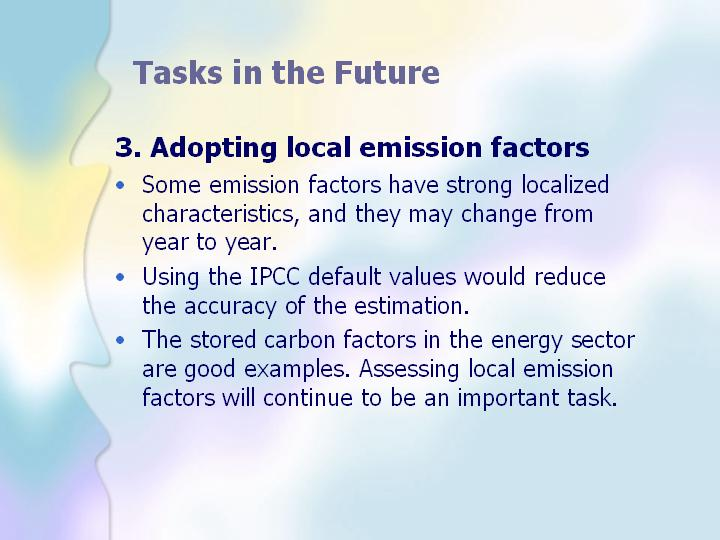 Tasks in the Future
3. Adopting local emission factors
• Some emission factors have strong localized
characteristics, and they may change from
year to year.
• Using the IPCC default values would reduce
the accuracy of the estimation.
• The stored carbon factors in the energy sector
are good examples. Assessing local emission
factors will continue to be an important task.